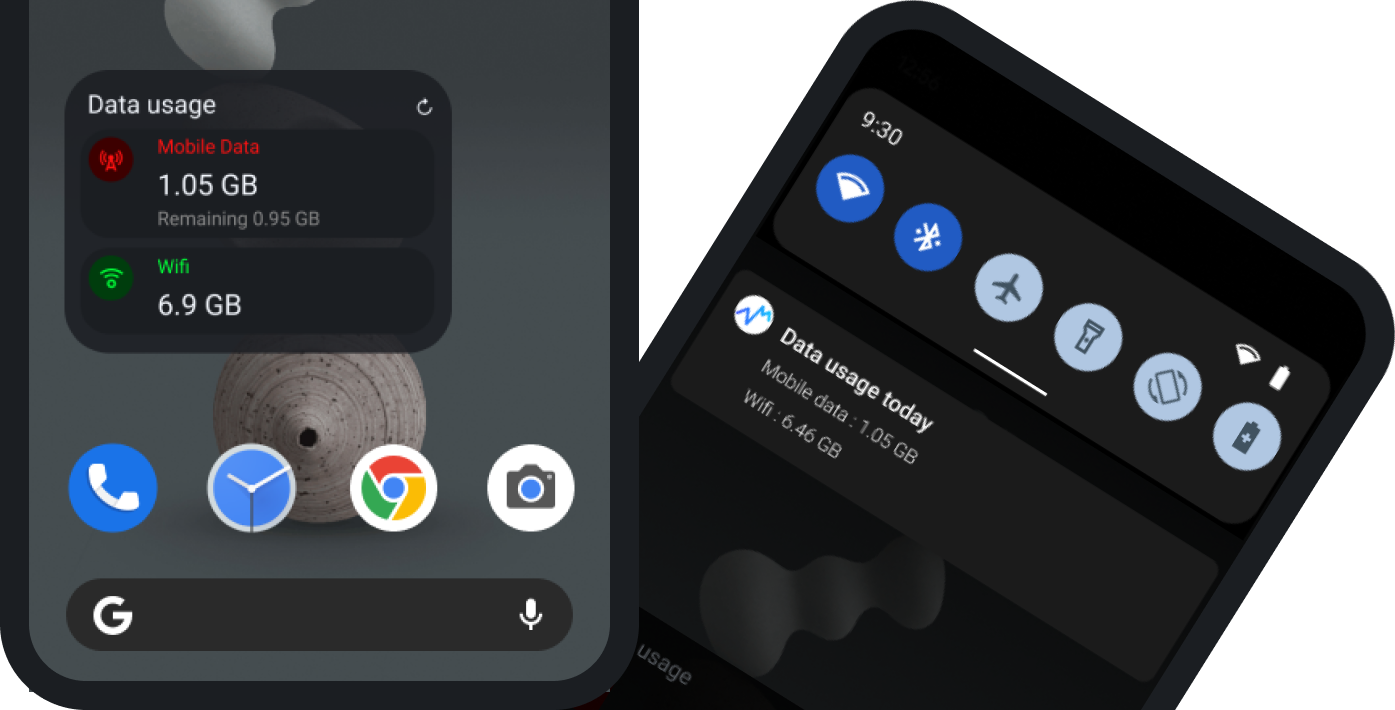 Data usage
Mobile Data
1.05 GB
Remaining 0.95 GB
Wifi
6.9 GB
G
9:30
Data usage today
Mobile data : 1.05 GB
Wifi : 6.46 GB
usage